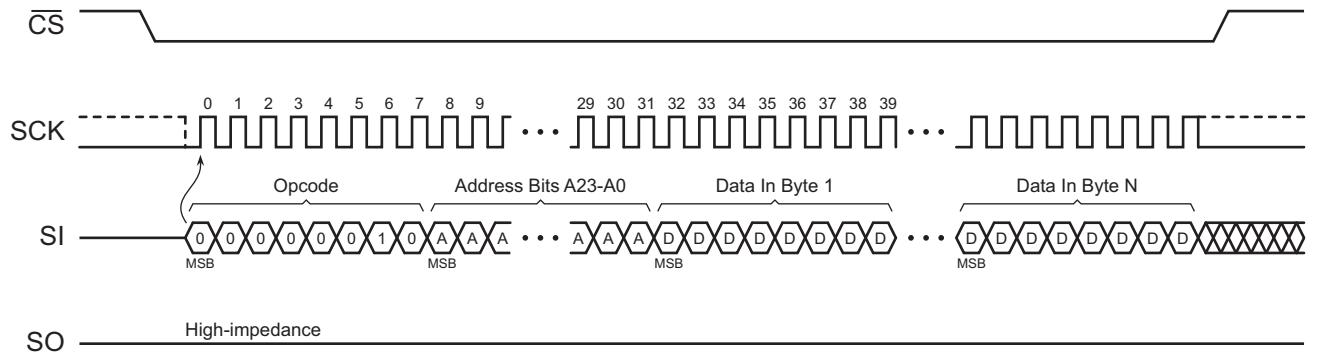 CS
0 1 2 3 4 5 6 7 8 9 29 30 31 32 33 34 35 36 37 38 39
SCK
Opcode Address Bits A23-A0 Data In Byte 1 Data In Byte N
SI 0 0 0 0 0 0 1 0 A A A A A A D D D D D D D D D D D D D D D D
MSB MSB MSB MSB
High-impedance
SO